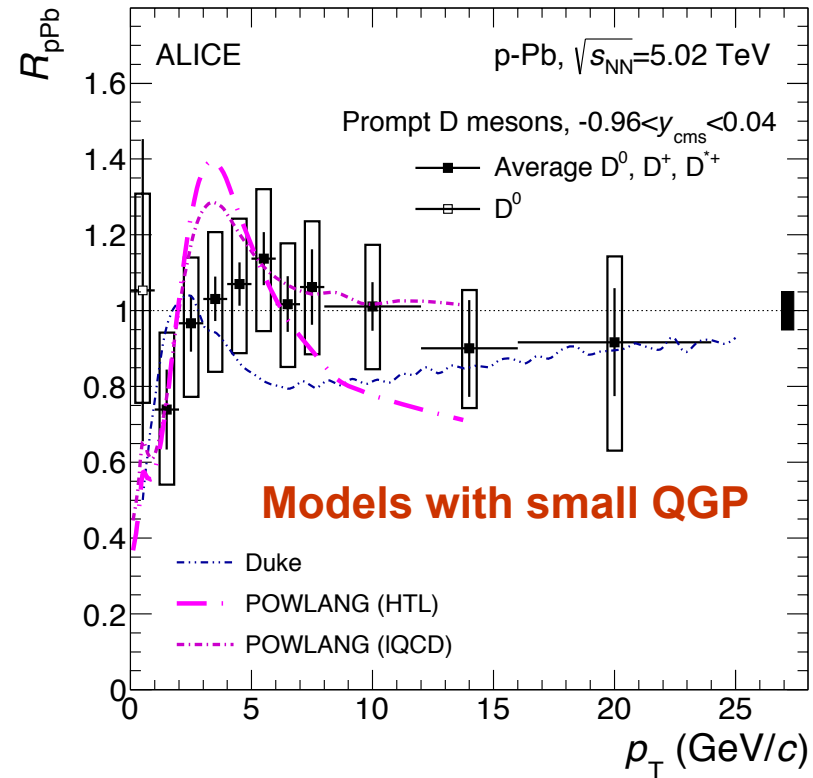 ALICE
p-Pb, √s_NN=5.02 TeV
Prompt D mesons, -0.96<y_cms<0.04
Average D⁰, D⁺, D*⁺
D⁰
R_pPb
1.6
1.4
1.2
1
0.8
0.6
0.4
0.2
0
Models with small QGP
Duke
POWLANG (HTL)
POWLANG (lQCD)
0 5 10 15 20 25
p_T (GeV/c)